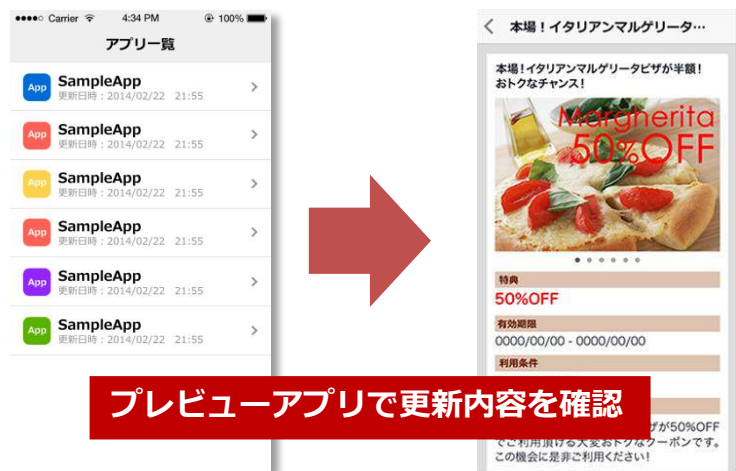 Carrier 4:34 PM 100%
アプリ一覧
App
SampleApp
更新日時：2014/02/22 21:55
App
SampleApp
更新日時：2014/02/22 21:55
App
SampleApp
更新日時：2014/02/22 21:55
App
SampleApp
更新日時：2014/02/22 21:55
App
SampleApp
更新日時：2014/02/22 21:55
App
SampleApp
更新日時：2014/02/22 21:55
本場！イタリアンマルゲリータ…
本場！イタリアンマルゲリータピザが半額！
おトクなチャンス！
Margherita
50%OFF
特典
50%OFF
有効期限
0000/00/00 - 0000/00/00
利用条件
プレビューアプリで更新内容を確認
ザが50%OFF
でご利用頂ける大変おトクなクーポンです。
この機会に是非ご利用ください！